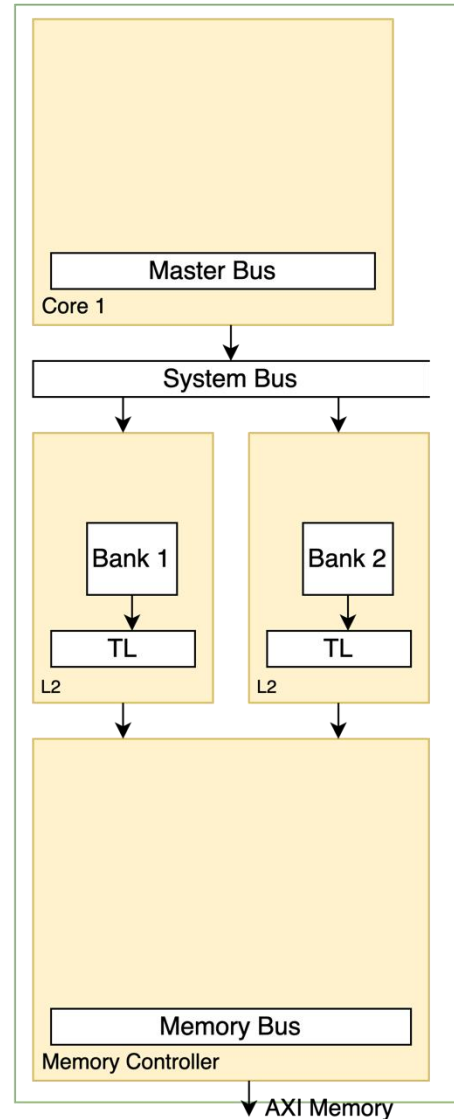 Master Bus
Core 1
System Bus
Bank 1
Bank 2
TL
TL
L2
L2
Memory Bus
Memory Controller
AXI Memory